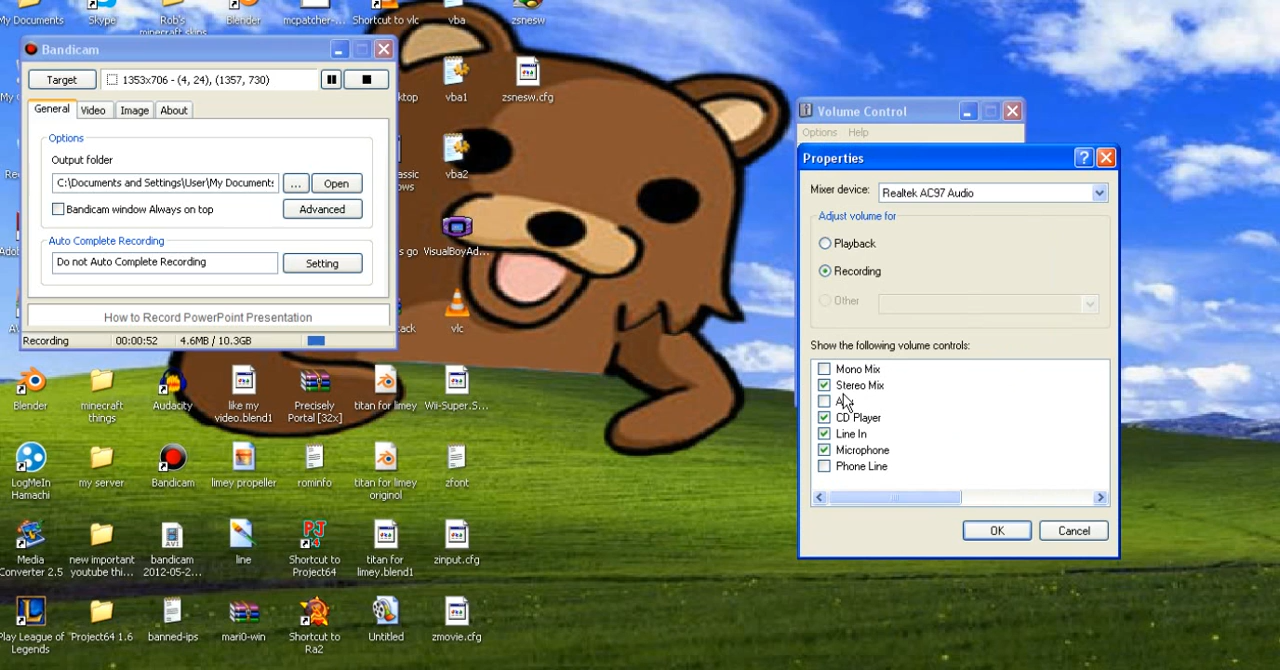 My Documents
Skype
Rob's
minecraft skins
Blender
mcpatcher-...
Shortcut to vlc
vba
zsnesw
Bandicam
Target
1353x706 - (4, 24), (1357, 730)
General
Video
Image
About
Options
Output folder
C:\Documents and Settings\User\My Documents
...
Open
Bandicam window Always on top
Advanced
Auto Complete Recording
Do not Auto Complete Recording
Setting
How to Record PowerPoint Presentation
Recording
00:00:52
4.6MB / 10.3GB
vba1
zsnesw.cfg
vba2
VisualBoyAd...
vlc
Volume Control
Options
Help
Properties
Mixer device:
Realtek AC97 Audio
Adjust volume for
Playback
Recording
Other
Show the following volume controls:
Mono Mix
Stereo Mix
CD Player
Line In
Microphone
Phone Line
OK
Cancel
Blender
minecraft
things
Audacity
like my
video.blend1
Precisely
Portal [32x]
titan for limey
Wii-Super.S...
LogMeIn
Hamachi
my server
Bandicam
limey propeller
rominfo
titan for limey
originol
zfont
Media
Converter 2.5
new important
youtube thi...
bandicam
2012-05-2...
line
Shortcut to
Project64
titan for
limey.blend1
zinput.cfg
Play League of
Legends
"Project64 1.6
banned-ips
mari0-win
Shortcut to
Ra2
Untitled
zmovie.cfg